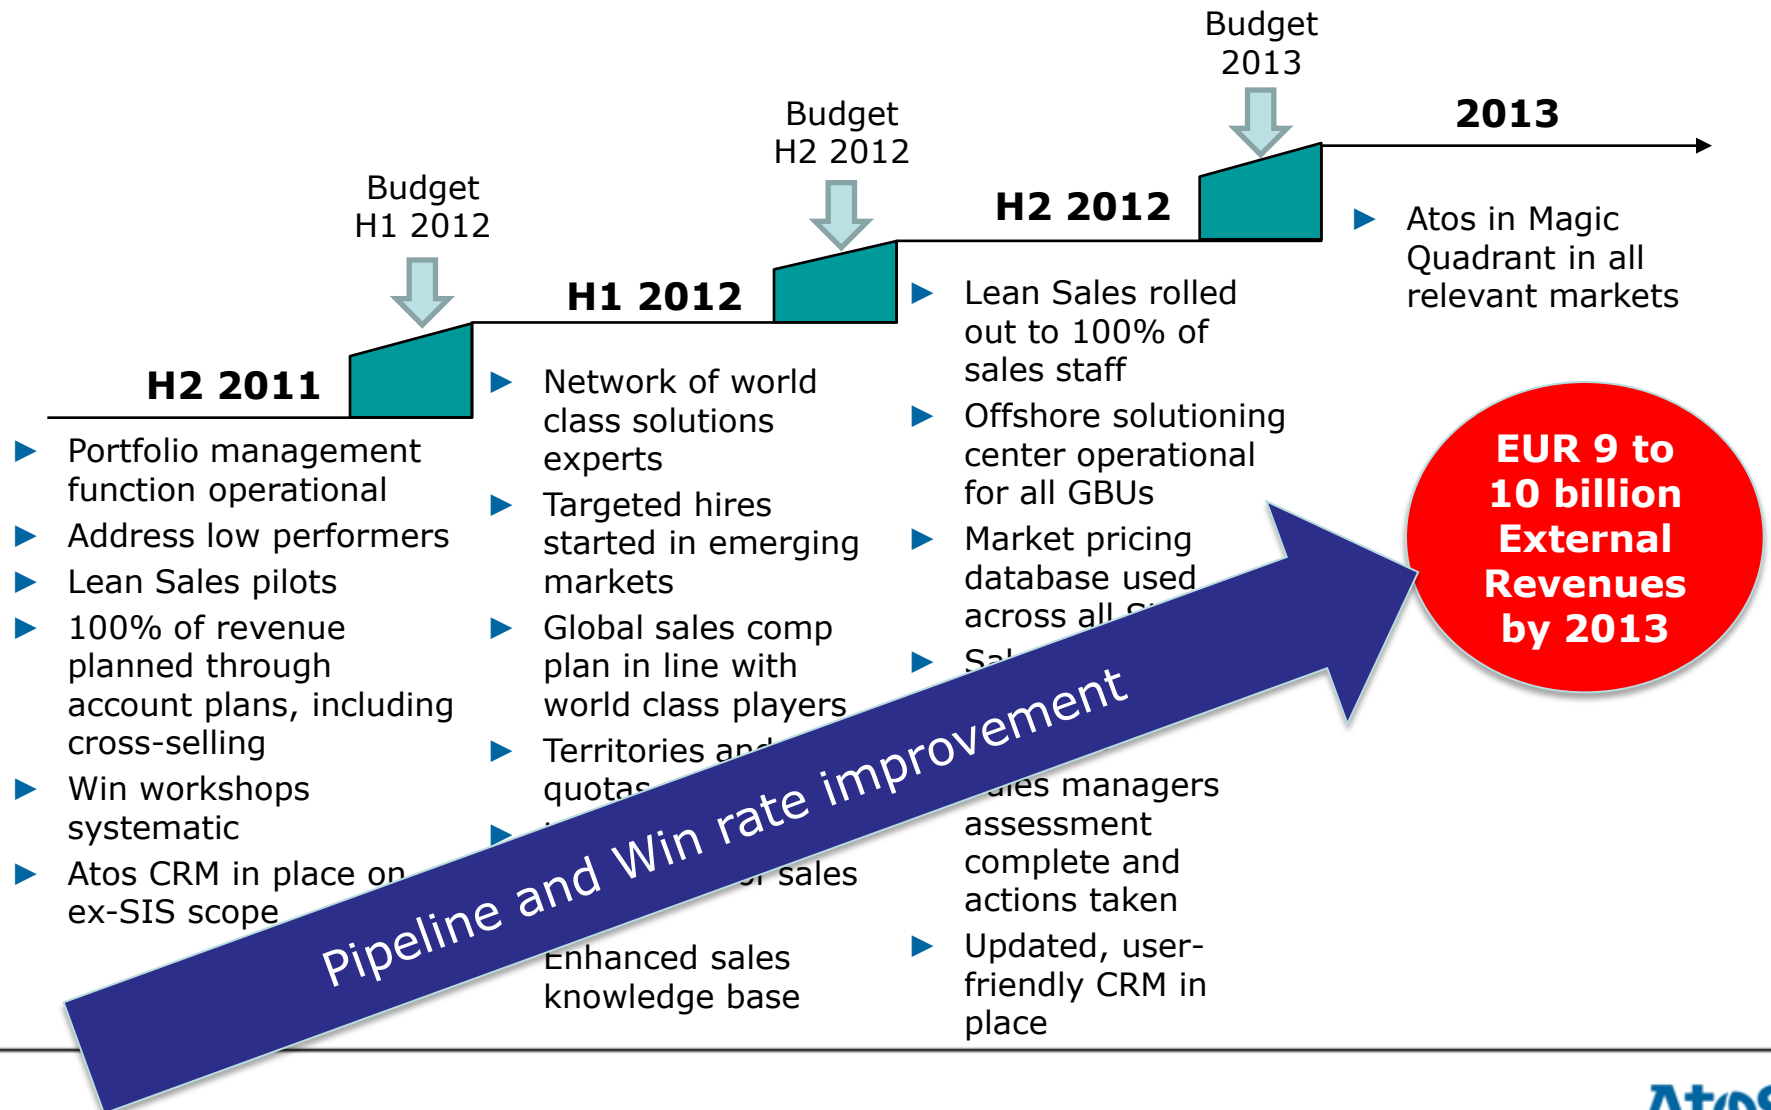 Budget
2013
2013
Budget
H2 2012
H2 2012
Budget
H1 2012
H1 2012
H2 2011
► Portfolio management
function operational
► Address low performers
► Lean Sales pilots
► 100% of revenue
planned through
account plans, including
cross-selling
► Win workshops
systematic
► Atos CRM in place on
ex-SIS scope
► Network of world
class solutions
experts
► Targeted hires
started in emerging
markets
► Global sales comp
plan in line with
world class players
► Territories and
quotas
sales
Enhanced sales
knowledge base
► Lean Sales rolled
out to 100% of
sales staff
► Offshore solutioning
center operational
for all GBUs
► Market pricing
database used
across all
managers
assessment
complete and
actions taken
► Updated, user-
friendly CRM in
place
► Atos in Magic
Quadrant in all
relevant markets
EUR 9 to
10 billion
External
Revenues
by 2013
Pipeline and Win rate improvement
Atos